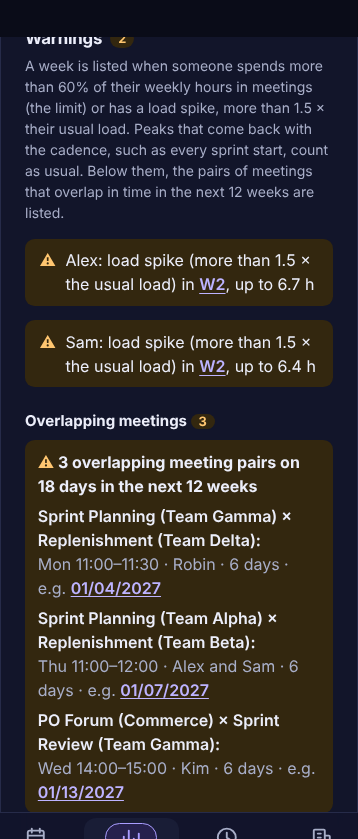 Warnings 2
A week is listed when someone spends more
than 60% of their weekly hours in meetings
(the limit) or has a load spike, more than 1.5 ×
their usual load. Peaks that come back with
the cadence, such as every sprint start, count
as usual. Below them, the pairs of meetings
that overlap in time in the next 12 weeks are
listed.
Alex: load spike (more than 1.5 ×
the usual load) in W2, up to 6.7 h
Sam: load spike (more than 1.5 ×
the usual load) in W2, up to 6.4 h
Overlapping meetings 3
3 overlapping meeting pairs on
18 days in the next 12 weeks
Sprint Planning (Team Gamma) ×
Replenishment (Team Delta):
Mon 11:00–11:30 · Robin · 6 days ·
e.g. 01/04/2027
Sprint Planning (Team Alpha) ×
Replenishment (Team Beta):
Thu 11:00–12:00 · Alex and Sam · 6
days · e.g. 01/07/2027
PO Forum (Commerce) × Sprint
Review (Team Gamma):
Wed 14:00–15:00 · Kim · 6 days · e.g.
01/13/2027